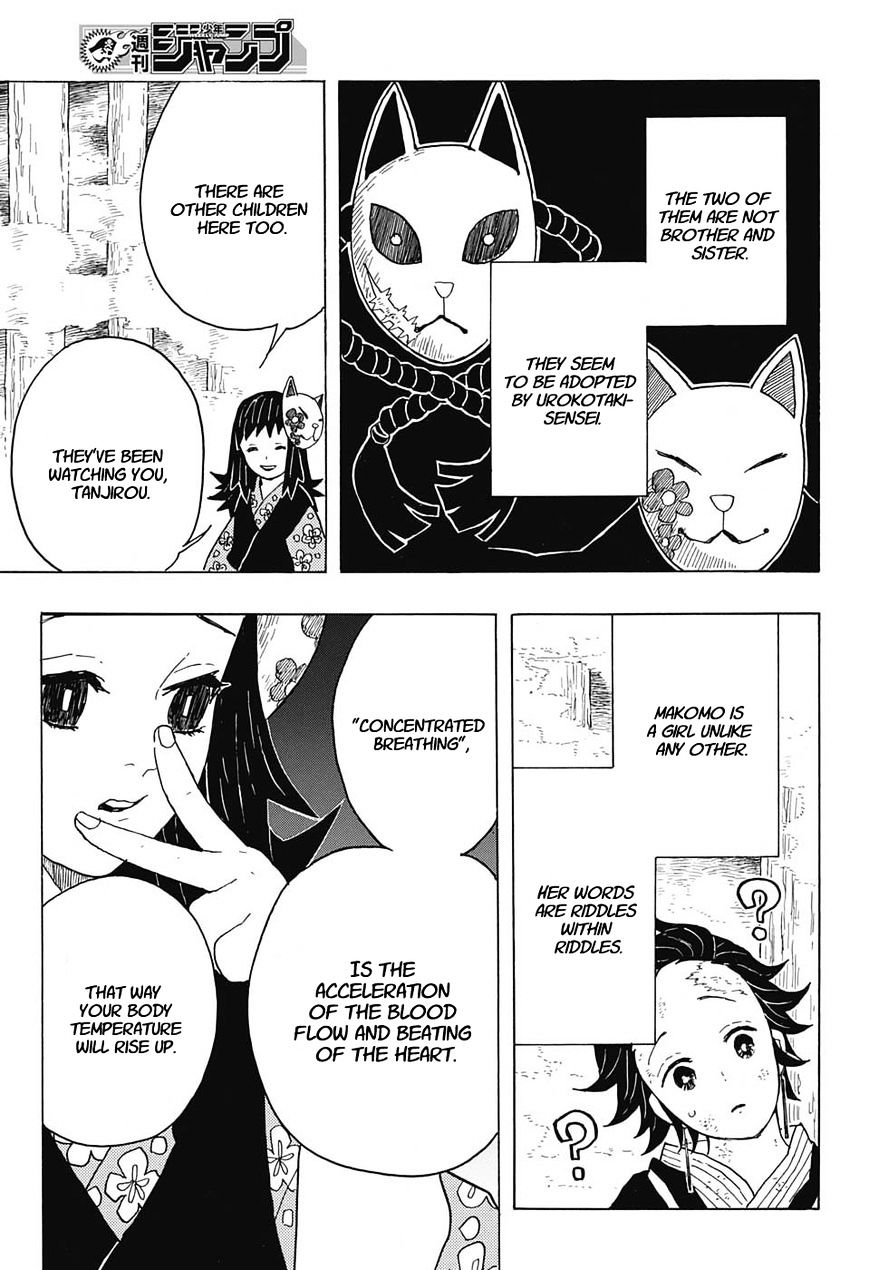 週刊
少年
ジャンプ
THE TWO OF
THEM ARE NOT
BROTHER AND
SISTER.
THEY SEEM
TO BE ADOPTED
BY UROKOTAKI-
SENSEI.
THERE ARE
OTHER CHILDREN
HERE TOO.
THEY'VE BEEN
WATCHING YOU,
TANJIROU.
MAKOMO IS
A GIRL UNLIKE
ANY OTHER.
HER WORDS
ARE RIDDLES
WITHIN
RIDDLES.
?
?
"CONCENTRATED
BREATHING",
IS THE
ACCELERATION
OF THE BLOOD
FLOW AND BEATING
OF THE HEART.
THAT WAY
YOUR BODY
TEMPERATURE
WILL RISE UP.